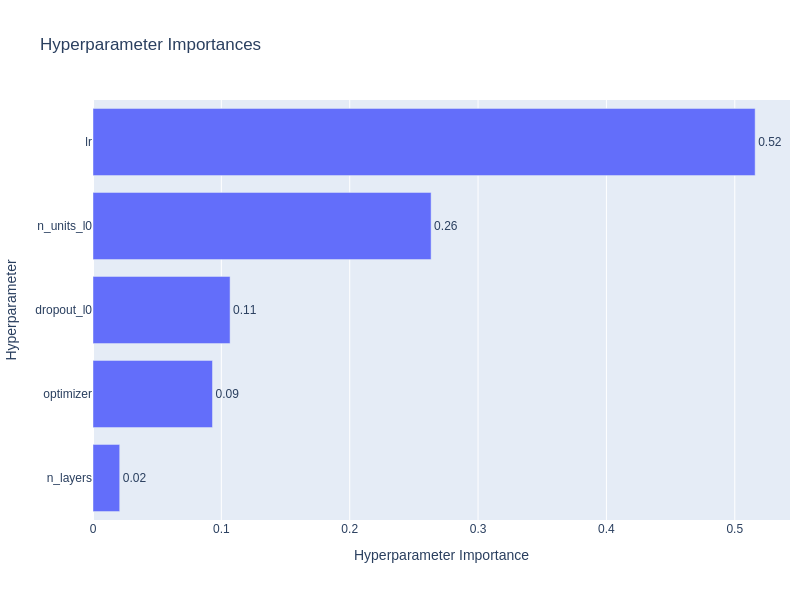 Hyperparameter Importances
lr
0.52
n_units_l0
0.26
dropout_l0
0.11
optimizer
0.09
n_layers
0.02
0
0.1
0.2
0.3
0.4
0.5
Hyperparameter Importance
Hyperparameter